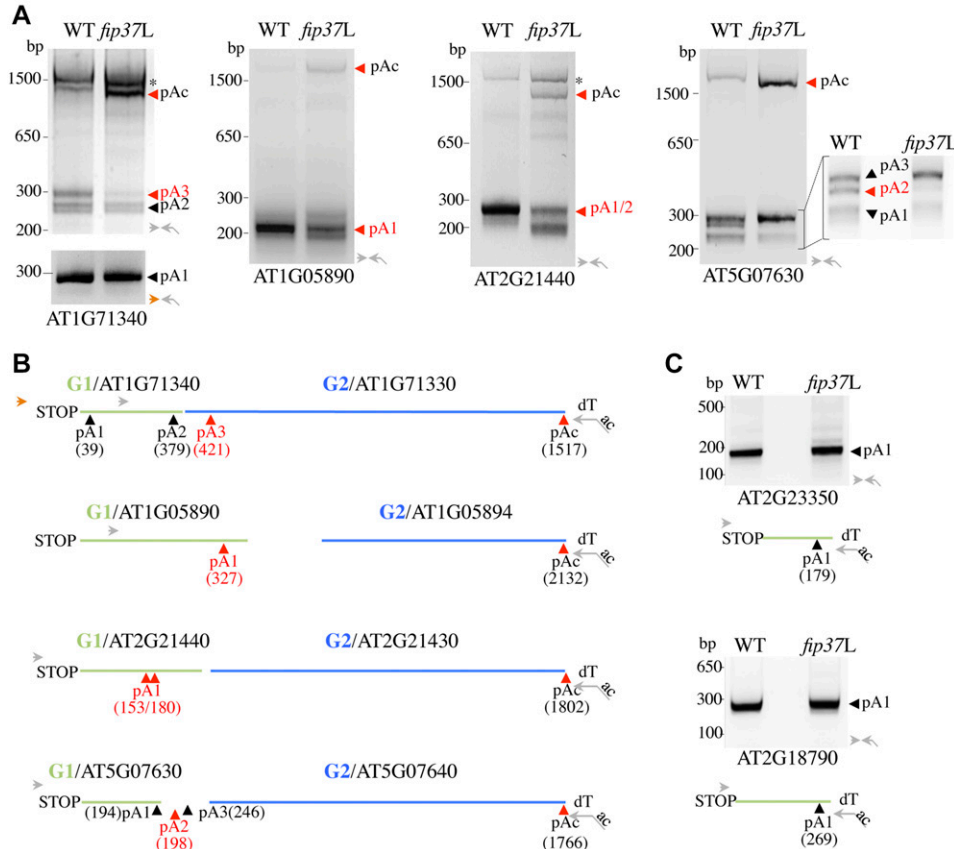 A
WT fip37L
bp
1500
650
300
200
*
pAc
pA3
pA2
300
pA1
AT1G71340
WT fip37L
bp
1500
650
300
200
pAc
pA1
AT1G05890
WT fip37L
bp
1500
650
300
200
*
pAc
pA1/2
AT2G21440
WT fip37L
bp
1500
650
300
200
pAc
AT5G07630
WT fip37L
pA3
pA2
pA1
B
G1/AT1G71340 G2/AT1G71330
STOP dT ac
pA1 pA2 pA3 pAc
(39) (379) (421) (1517)
G1/AT1G05890 G2/AT1G05894
STOP dT ac
pA1 pAc
(327) (2132)
G1/AT2G21440 G2/AT2G21430
STOP dT ac
pA1 pAc
(153/180) (1802)
G1/AT5G07630 G2/AT5G07640
STOP dT ac
(194)pA1 pA3(246)
pA2 pAc
(198) (1766)
C
bp WT fip37L
500
200
100
pA1
AT2G23350
STOP dT ac
pA1
(179)
bp WT fip37L
650
300
100
pA1
AT2G18790
STOP dT ac
pA1
(269)